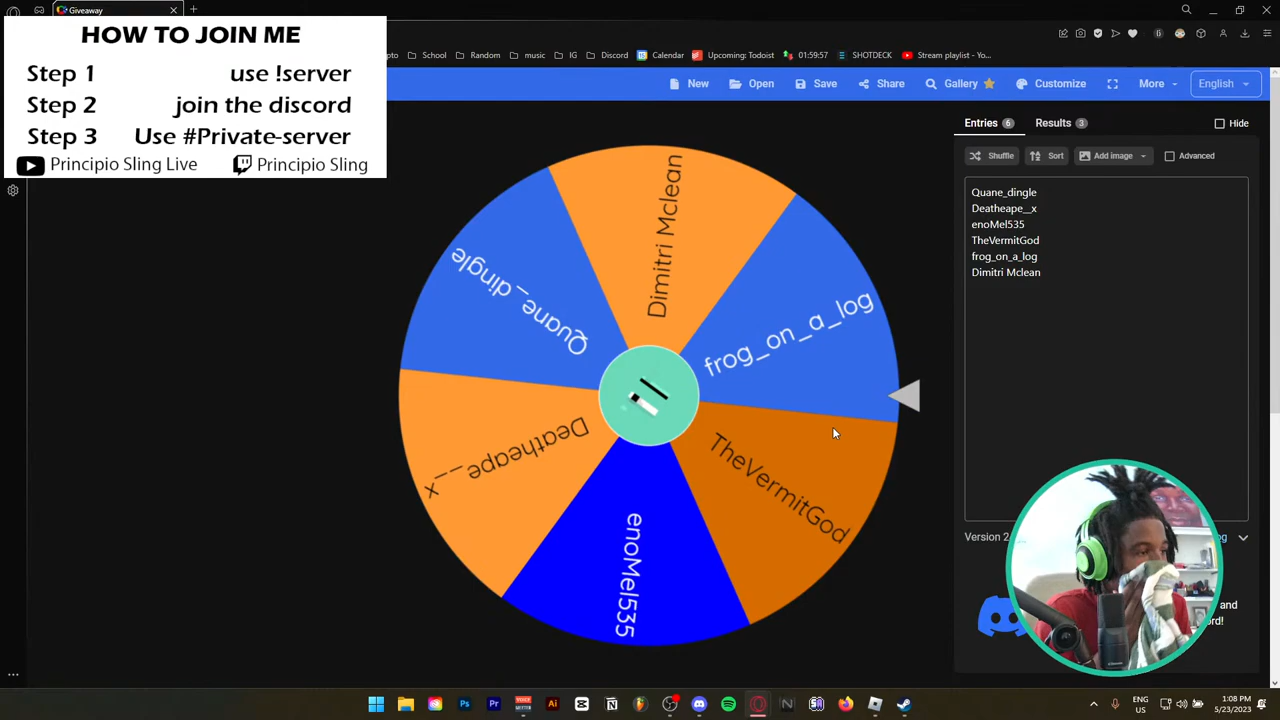 Giveaway
HOW TO JOIN ME
Step 1 use !server
Step 2 join the discord
Step 3 Use #Private-server
Principio Sling Live Principio Sling
School Random music IG Discord Calendar Upcoming: Todoist 01:59:57 SHOTDECK Stream playlist - Yo...
New Open Save Share Gallery Customize More English
Entries 6 Results 3 Hide
Shuffle Sort Add image Advanced
Quane_dingle
Deatheape__x
enoMel535
TheVermitGod
frog_on_a_log
Dimitri Mclean
Dimitri Mclean
frog_on_a_log
TheVermitGod
enoMel535
Deatheape__x
Quane_dingle
Version 2
and
ENG
US
1:08 PM
5/23/2023